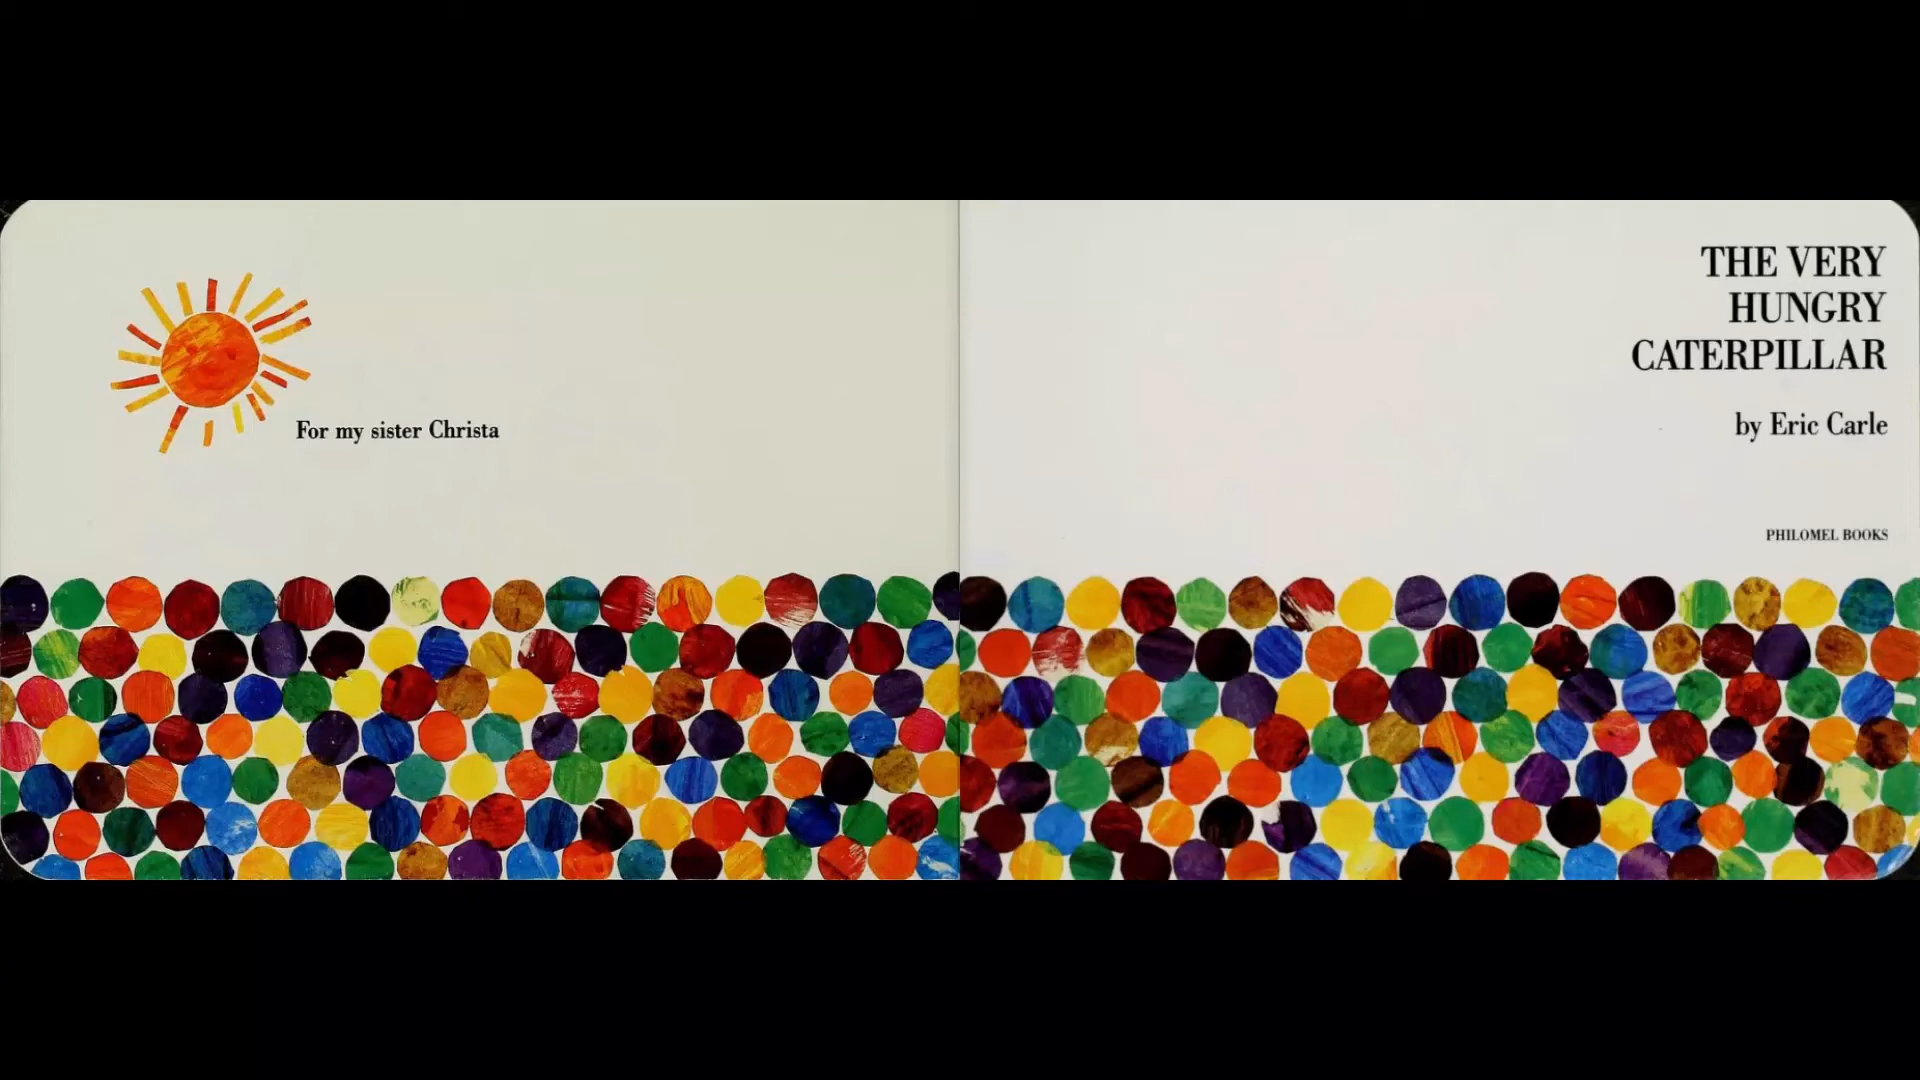 For my sister Christa
THE VERY
HUNGRY
CATERPILLAR
by Eric Carle
PHILOMEL BOOKS